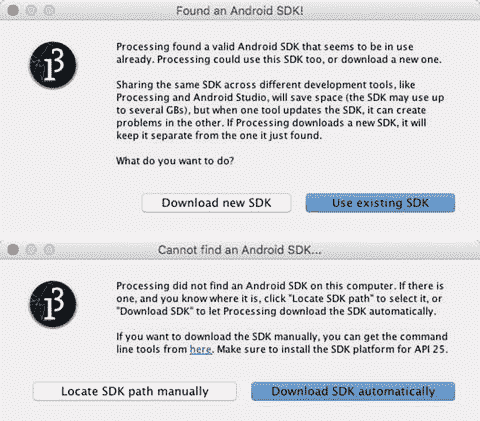 Found an Android SDK!
Processing found a valid Android SDK that seems to be in use
already. Processing could use this SDK too, or download a new one.
Sharing the same SDK across different development tools, like
Processing and Android Studio, will save space (the SDK may use up
to several GBs), but when one tool updates the SDK, it can create
problems in the other. If Processing downloads a new SDK, it will
keep it separate from the one it just found.
What do you want to do?
Download new SDK
Use existing SDK
Cannot find an Android SDK...
Processing did not find an Android SDK on this computer. If there is
one, and you know where it is, click "Locate SDK path" to select it, or
"Download SDK" to let Processing download the SDK automatically.
If you want to download the SDK manually, you can get the command
line tools from here. Make sure to install the SDK platform for API 25.
Locate SDK path manually
Download SDK automatically